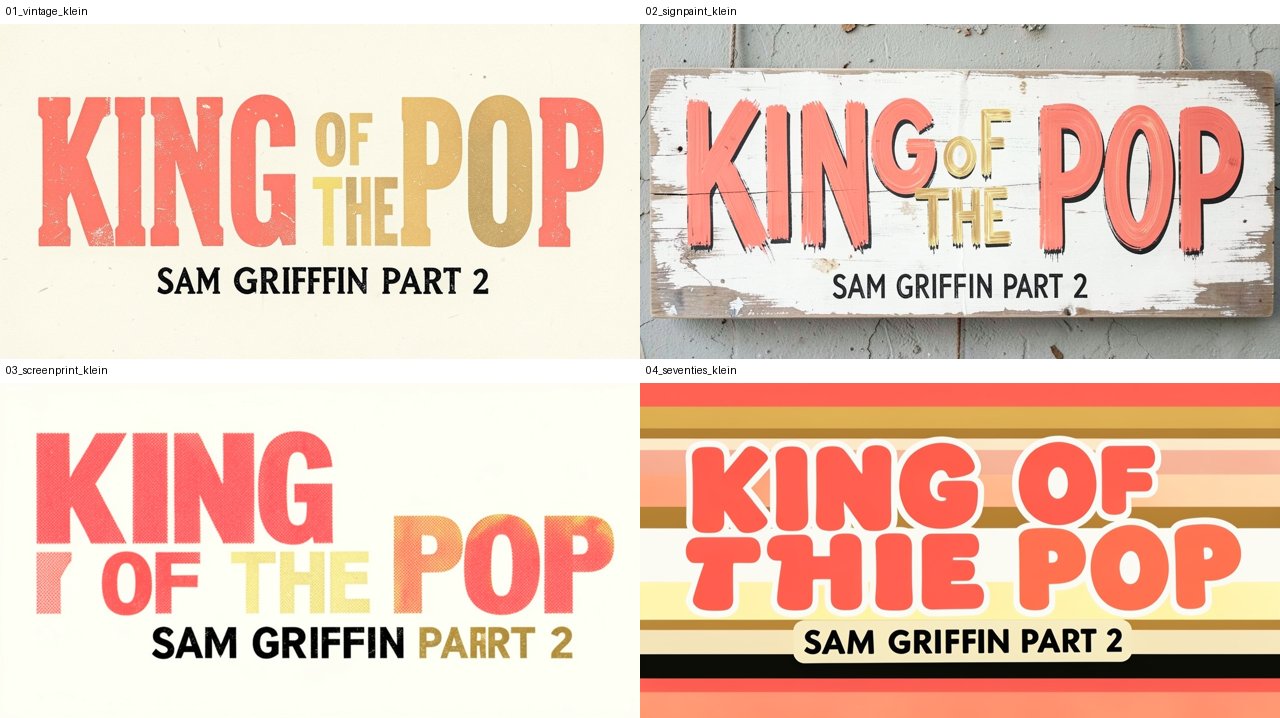 01_vintage_klein
KING OF THE POP
SAM GRIFFFIN PART 2
02_signpaint_klein
KING OF THE POP
SAM GRIFFIN PART 2
03_screenprint_klein
KING
OF THE POP
SAM GRIFFIN PARRT 2
04_seventies_klein
KING OF
THIE POP
SAM GRIFFIN PART 2